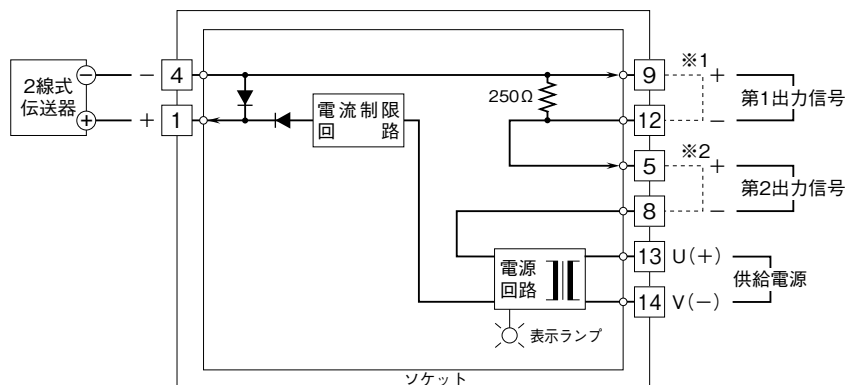 2線式
伝送器
－
＋
－ 4
＋ 1
電流制限
回 路
250Ω
9 ※1 ＋
12 －
第1出力信号
5 ※2 ＋
8 －
第2出力信号
電源
回路
13 U(＋)
14 V(－)
供給電源
表示ランプ
ソケット